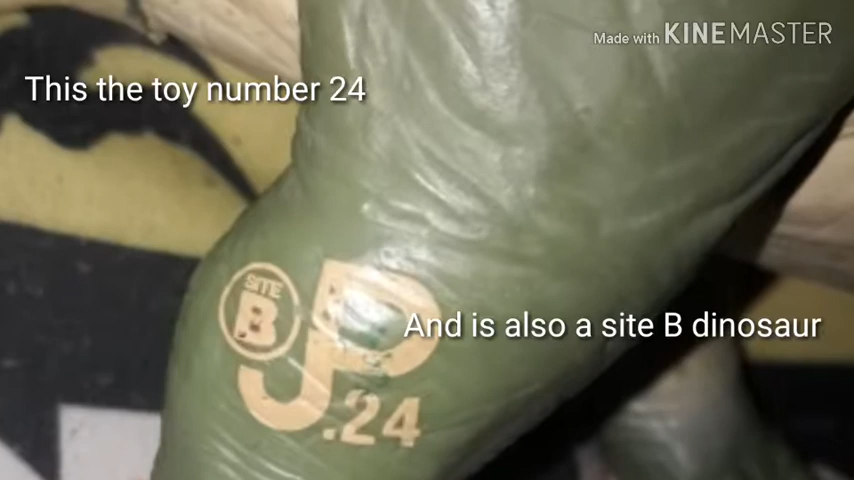 Made with KINEMASTER
This the toy number 24
SITE
B
JP
And is also a site B dinosaur
.24